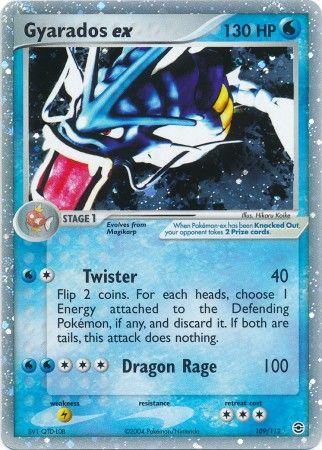 Gyarados ex 130 HP
Illus. Hikaru Koike
STAGE 1
Evolves from
Magikarp
When Pokémon-ex has been Knocked Out,
your opponent takes 2 Prize cards.
Twister 40
Flip 2 coins. For each heads, choose 1
Energy attached to the Defending
Pokémon, if any, and discard it. If both are
tails, this attack does nothing.
Dragon Rage 100
weakness resistance retreat cost
©2004 Pokémon/Nintendo 109/112